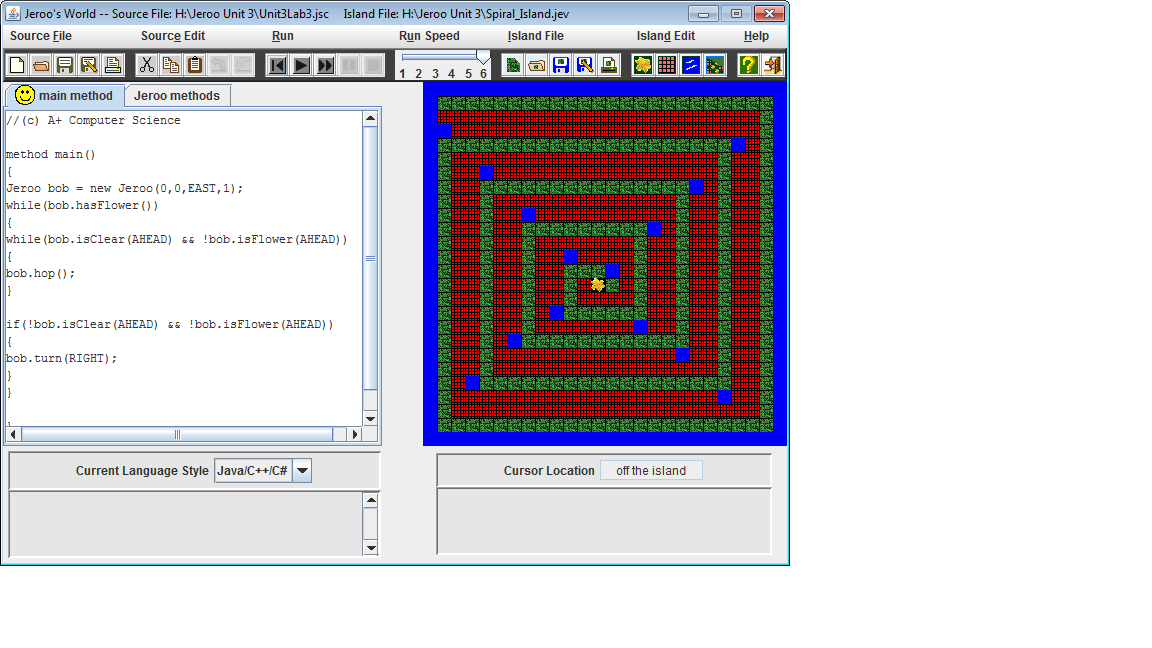 Jeroo's World -- Source File: H:\Jeroo Unit 3\Unit3Lab3.jsc Island File: H:\Jeroo Unit 3\Spiral_Island.jev
Source File Source Edit Run Run Speed Island File Island Edit Help
1 2 3 4 5 6
main method Jeroo methods
//(c) A+ Computer Science
method main()
{
Jeroo bob = new Jeroo(0,0,EAST,1);
while(bob.hasFlower())
{
while(bob.isClear(AHEAD) && !bob.isFlower(AHEAD))
{
bob.hop();
}
if(!bob.isClear(AHEAD) && !bob.isFlower(AHEAD))
{
bob.turn(RIGHT);
}
}
Current Language Style Java/C++/C#
Cursor Location off the island